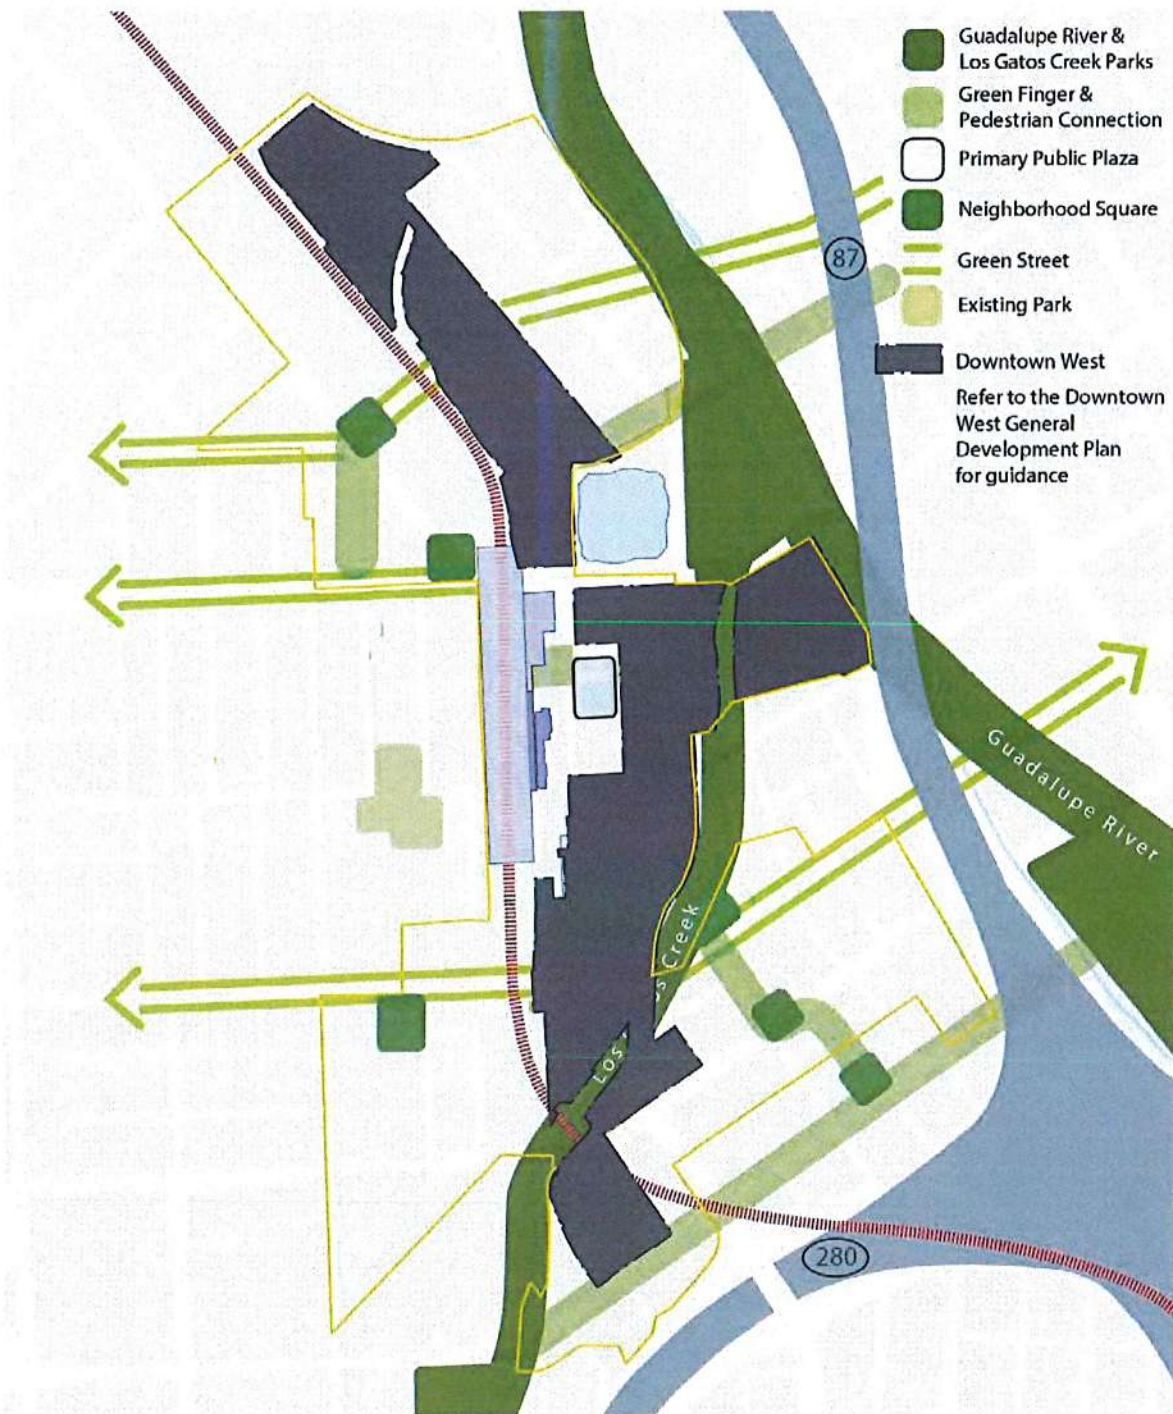 Guadalupe River &
Los Gatos Creek Parks
Green Finger &
Pedestrian Connection
Primary Public Plaza
Neighborhood Square
87
Green Street
Existing Park
Downtown West
Refer to the Downtown
West General
Development Plan
for guidance
Guadalupe River
Creek
Los
280